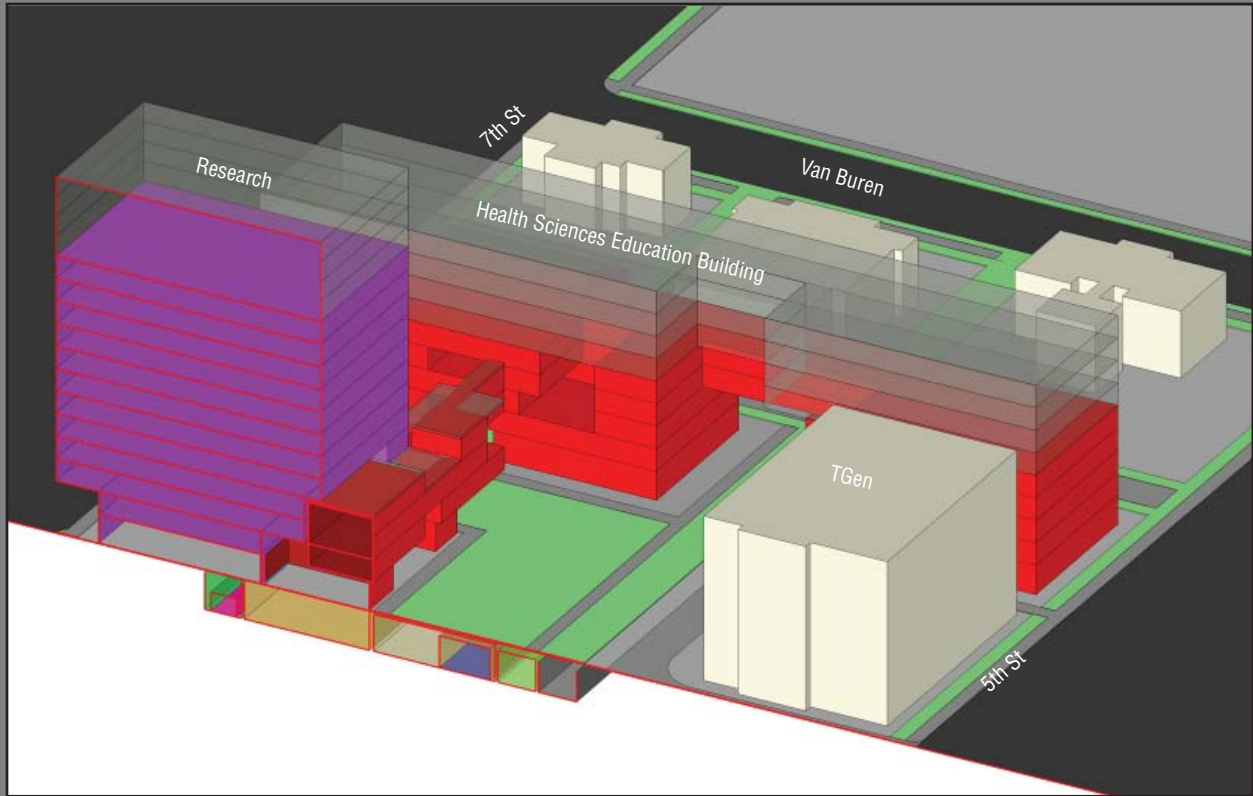 7th St
Van Buren
Research
Health Sciences Education Building
TGen
5th St